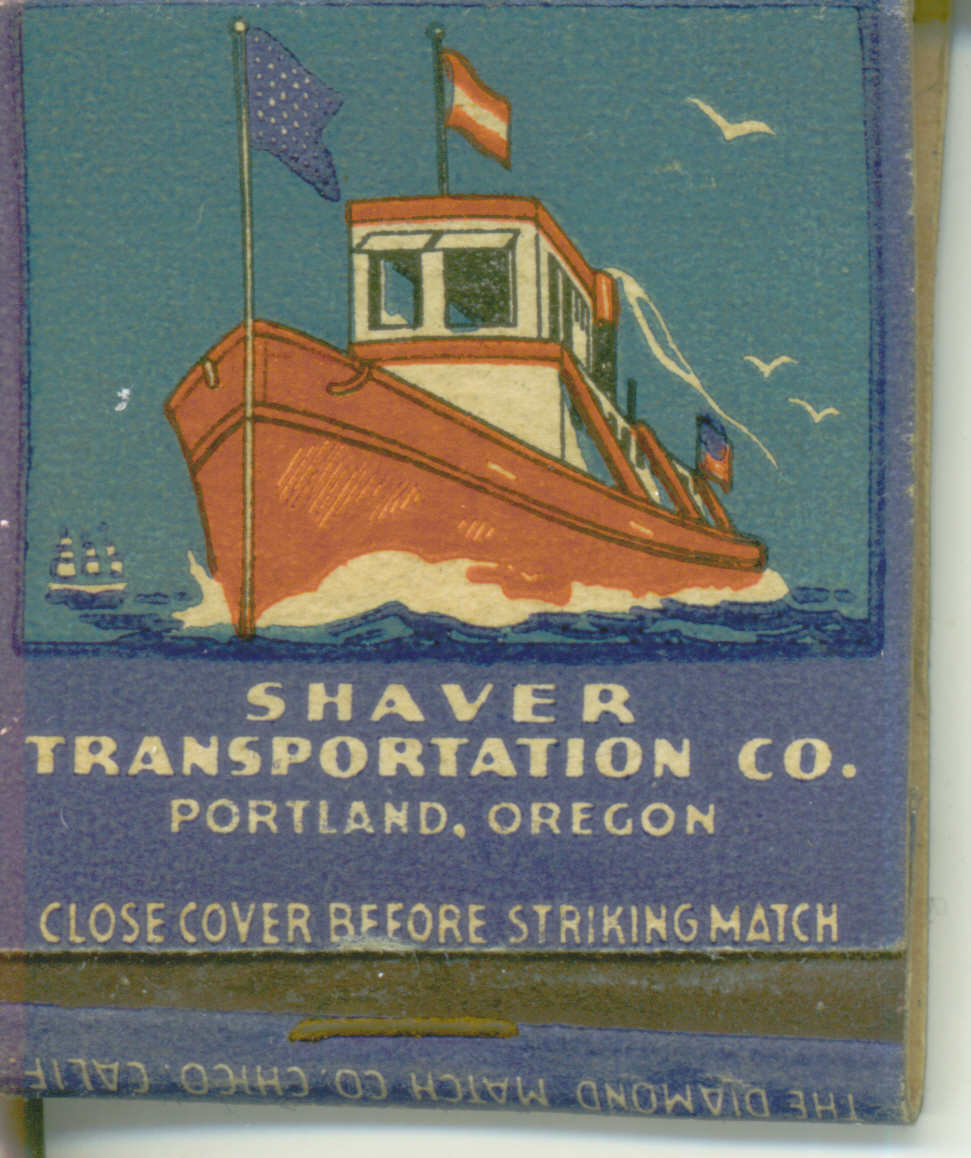 SHAVER
TRANSPORTATION CO.
PORTLAND, OREGON
CLOSE COVER BEFORE STRIKING MATCH
THE DIAMOND MATCH CO. CHICO. CALIF.